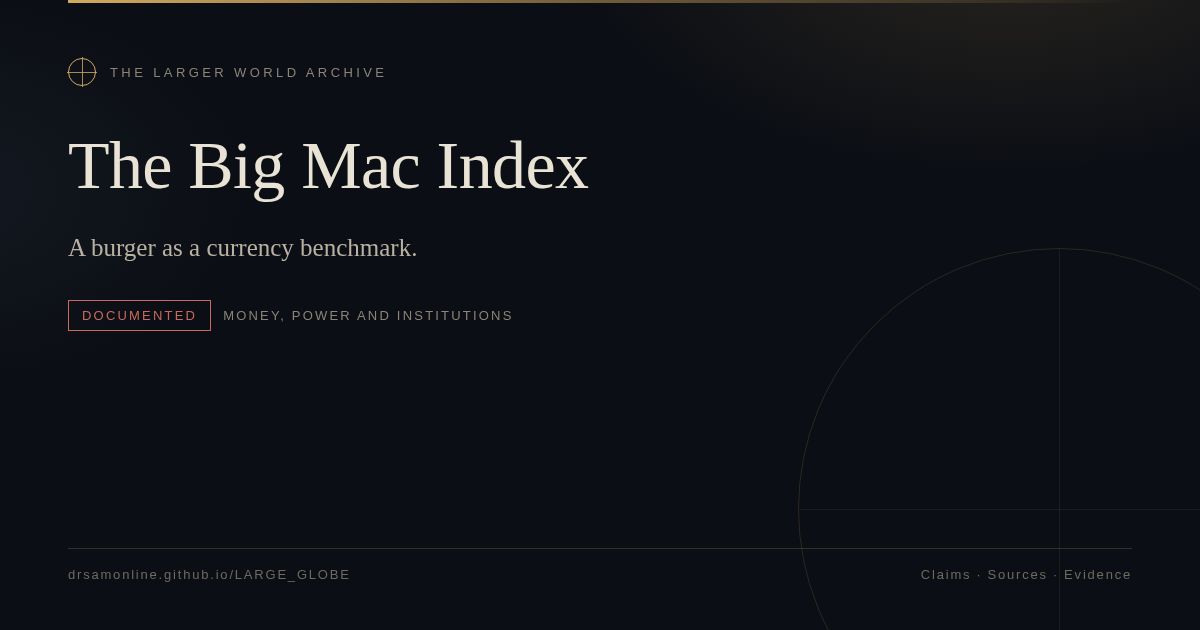 THE LARGER WORLD ARCHIVE
The Big Mac Index
A burger as a currency benchmark.
DOCUMENTED MONEY, POWER AND INSTITUTIONS
drsamonline.github.io/LARGE_GLOBE Claims · Sources · Evidence